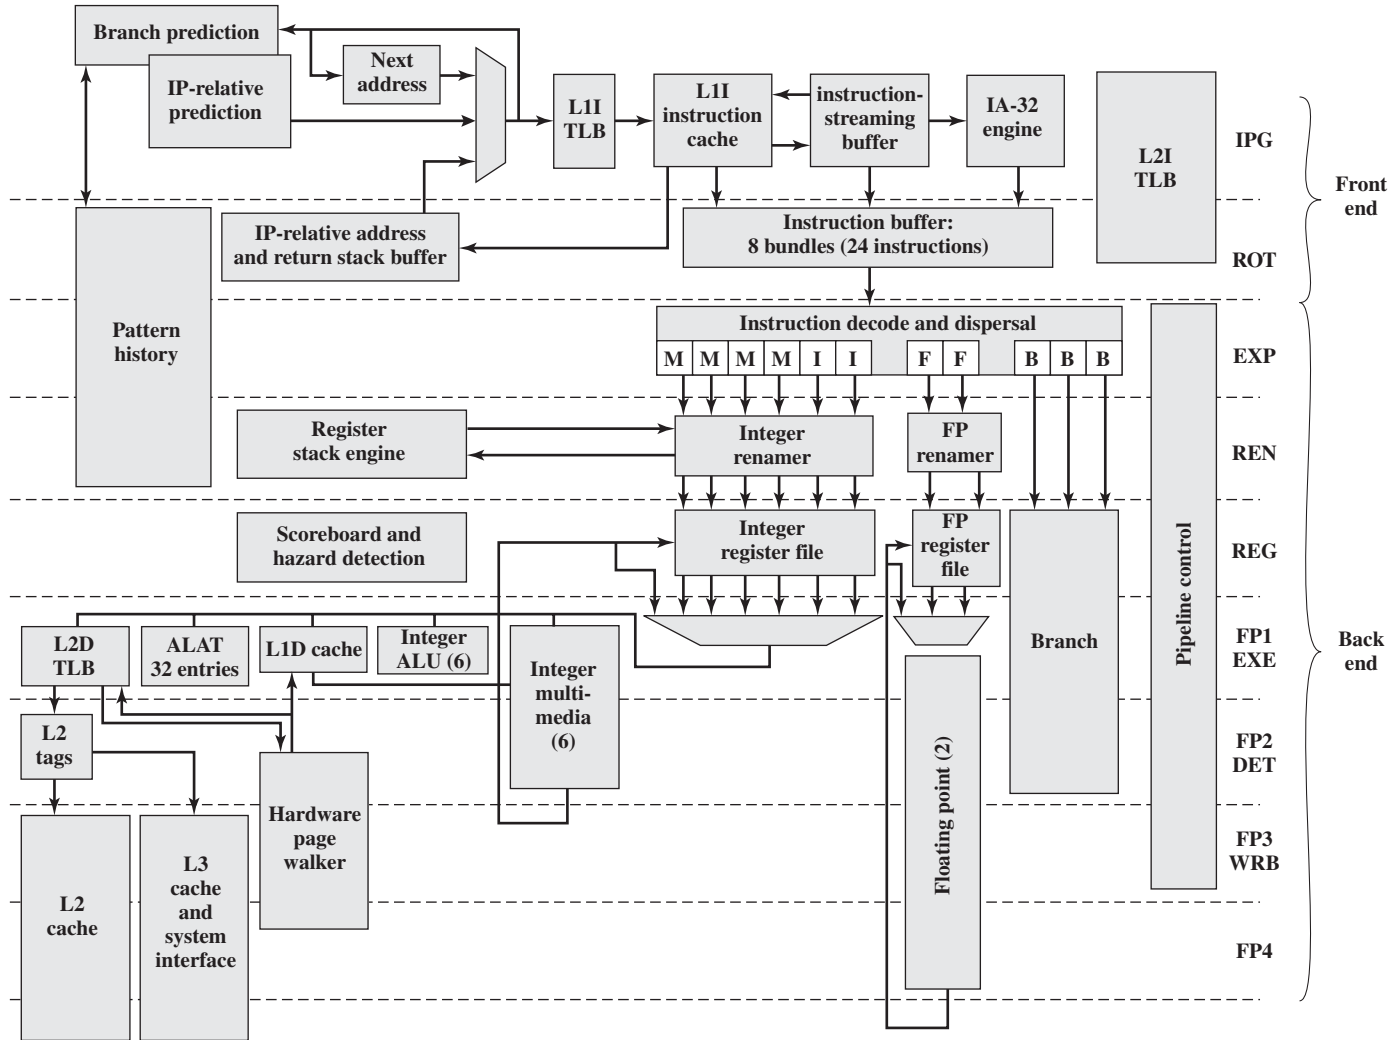 Branch prediction
IP-relative
prediction
Next
address
L1I
TLB
L1I
instruction
cache
instruction-
streaming
buffer
IA-32
engine
L2I
TLB
IPG
Front
end
IP-relative address
and return stack buffer
Instruction buffer:
8 bundles (24 instructions)
ROT
Pattern
history
Instruction decode and dispersal
M M M M I I F F B B B
EXP
Register
stack engine
Integer
renamer
FP
renamer
REN
Scoreboard and
hazard detection
Integer
register file
FP
register
file
REG
Pipeline control
L2D
TLB
ALAT
32 entries
L1D cache
Integer
ALU (6)
Integer
multi-
media
(6)
Branch
FP1
EXE
Back
end
L2
tags
Floating point (2)
FP2
DET
Hardware
page
walker
FP3
WRB
L2
cache
L3
cache
and
system
interface
FP4